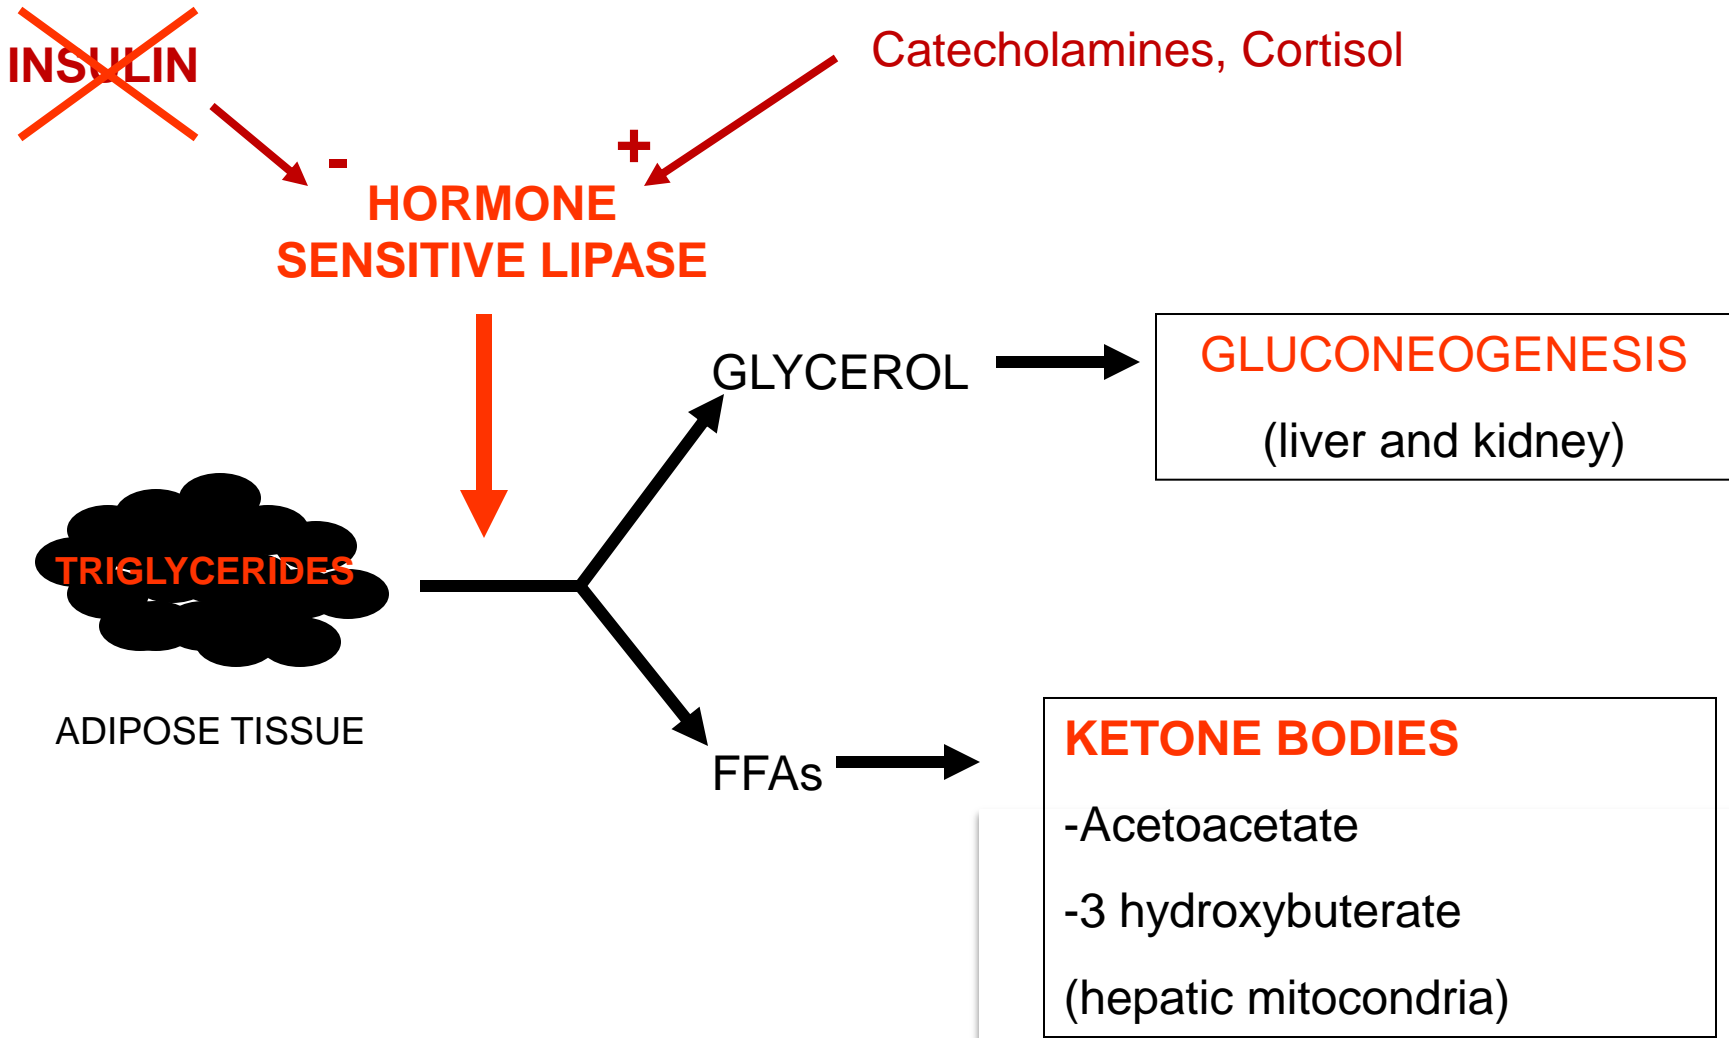 INSULIN
Catecholamines, Cortisol
-
+
HORMONE
SENSITIVE LIPASE
GLYCEROL
GLUCONEOGENESIS
(liver and kidney)
TRIGLYCERIDES
ADIPOSE TISSUE
FFAs
KETONE BODIES
-Acetoacetate
-3 hydroxybuterate
(hepatic mitocondria)